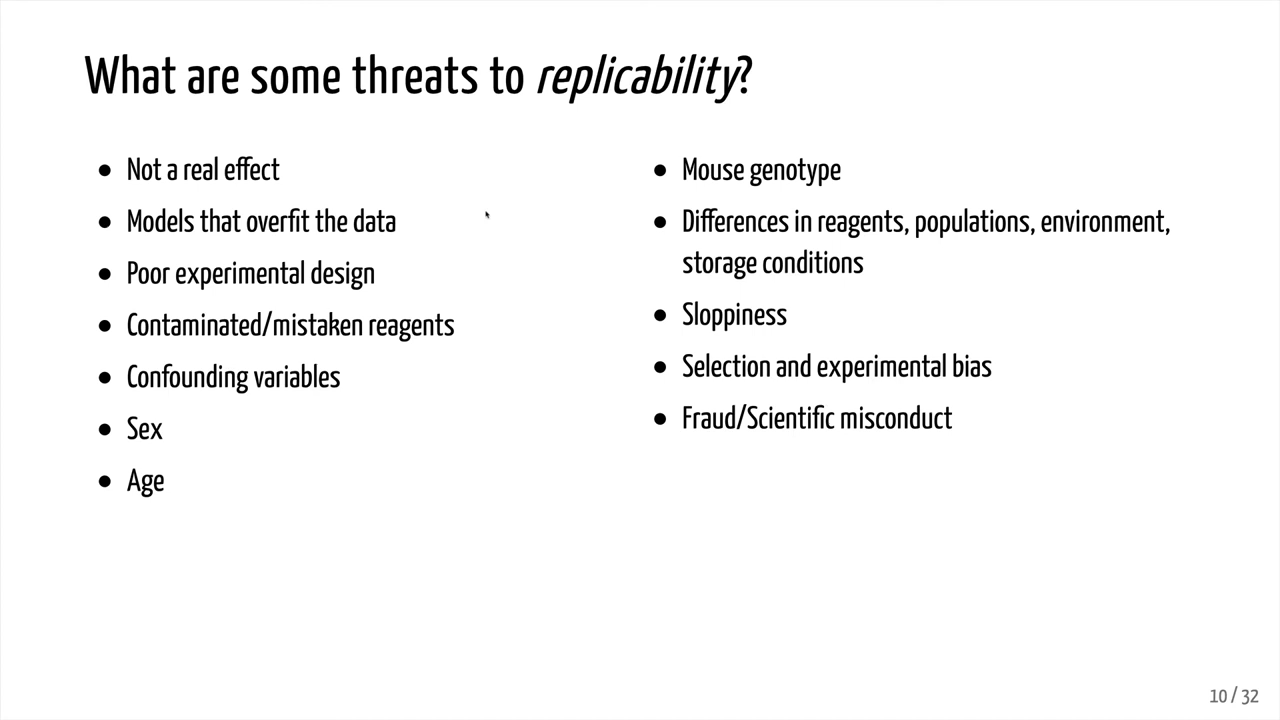 What are some threats to replicability?
• Not a real effect
• Models that overfit the data
• Poor experimental design
• Contaminated/mistaken reagents
• Confounding variables
• Sex
• Age
• Mouse genotype
• Differences in reagents, populations, environment,
storage conditions
• Sloppiness
• Selection and experimental bias
• Fraud/Scientific misconduct
10 / 32